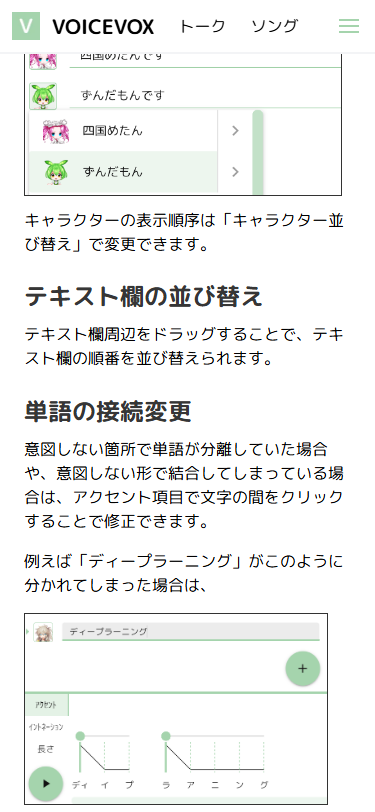 VOICEVOX トーク ソング
四国めたんです
ずんだもんです
四国めたん
ずんだもん
キャラクターの表示順序は「キャラクター並
び替え」で変更できます。
テキスト欄の並び替え
テキスト欄周辺をドラッグすることで、テキ
スト欄の順番を並び替えられます。
単語の接続変更
意図しない箇所で単語が分離していた場合
や、意図しない形で結合してしまっている場
合は、アクセント項目で文字の間をクリック
することで修正できます。
例えば「ディープラーニング」がこのように
分かれてしまった場合は、
ディープラーニング
アクセント
イントネーション
長さ
ディ イ プ ラ ア ニ ン グ